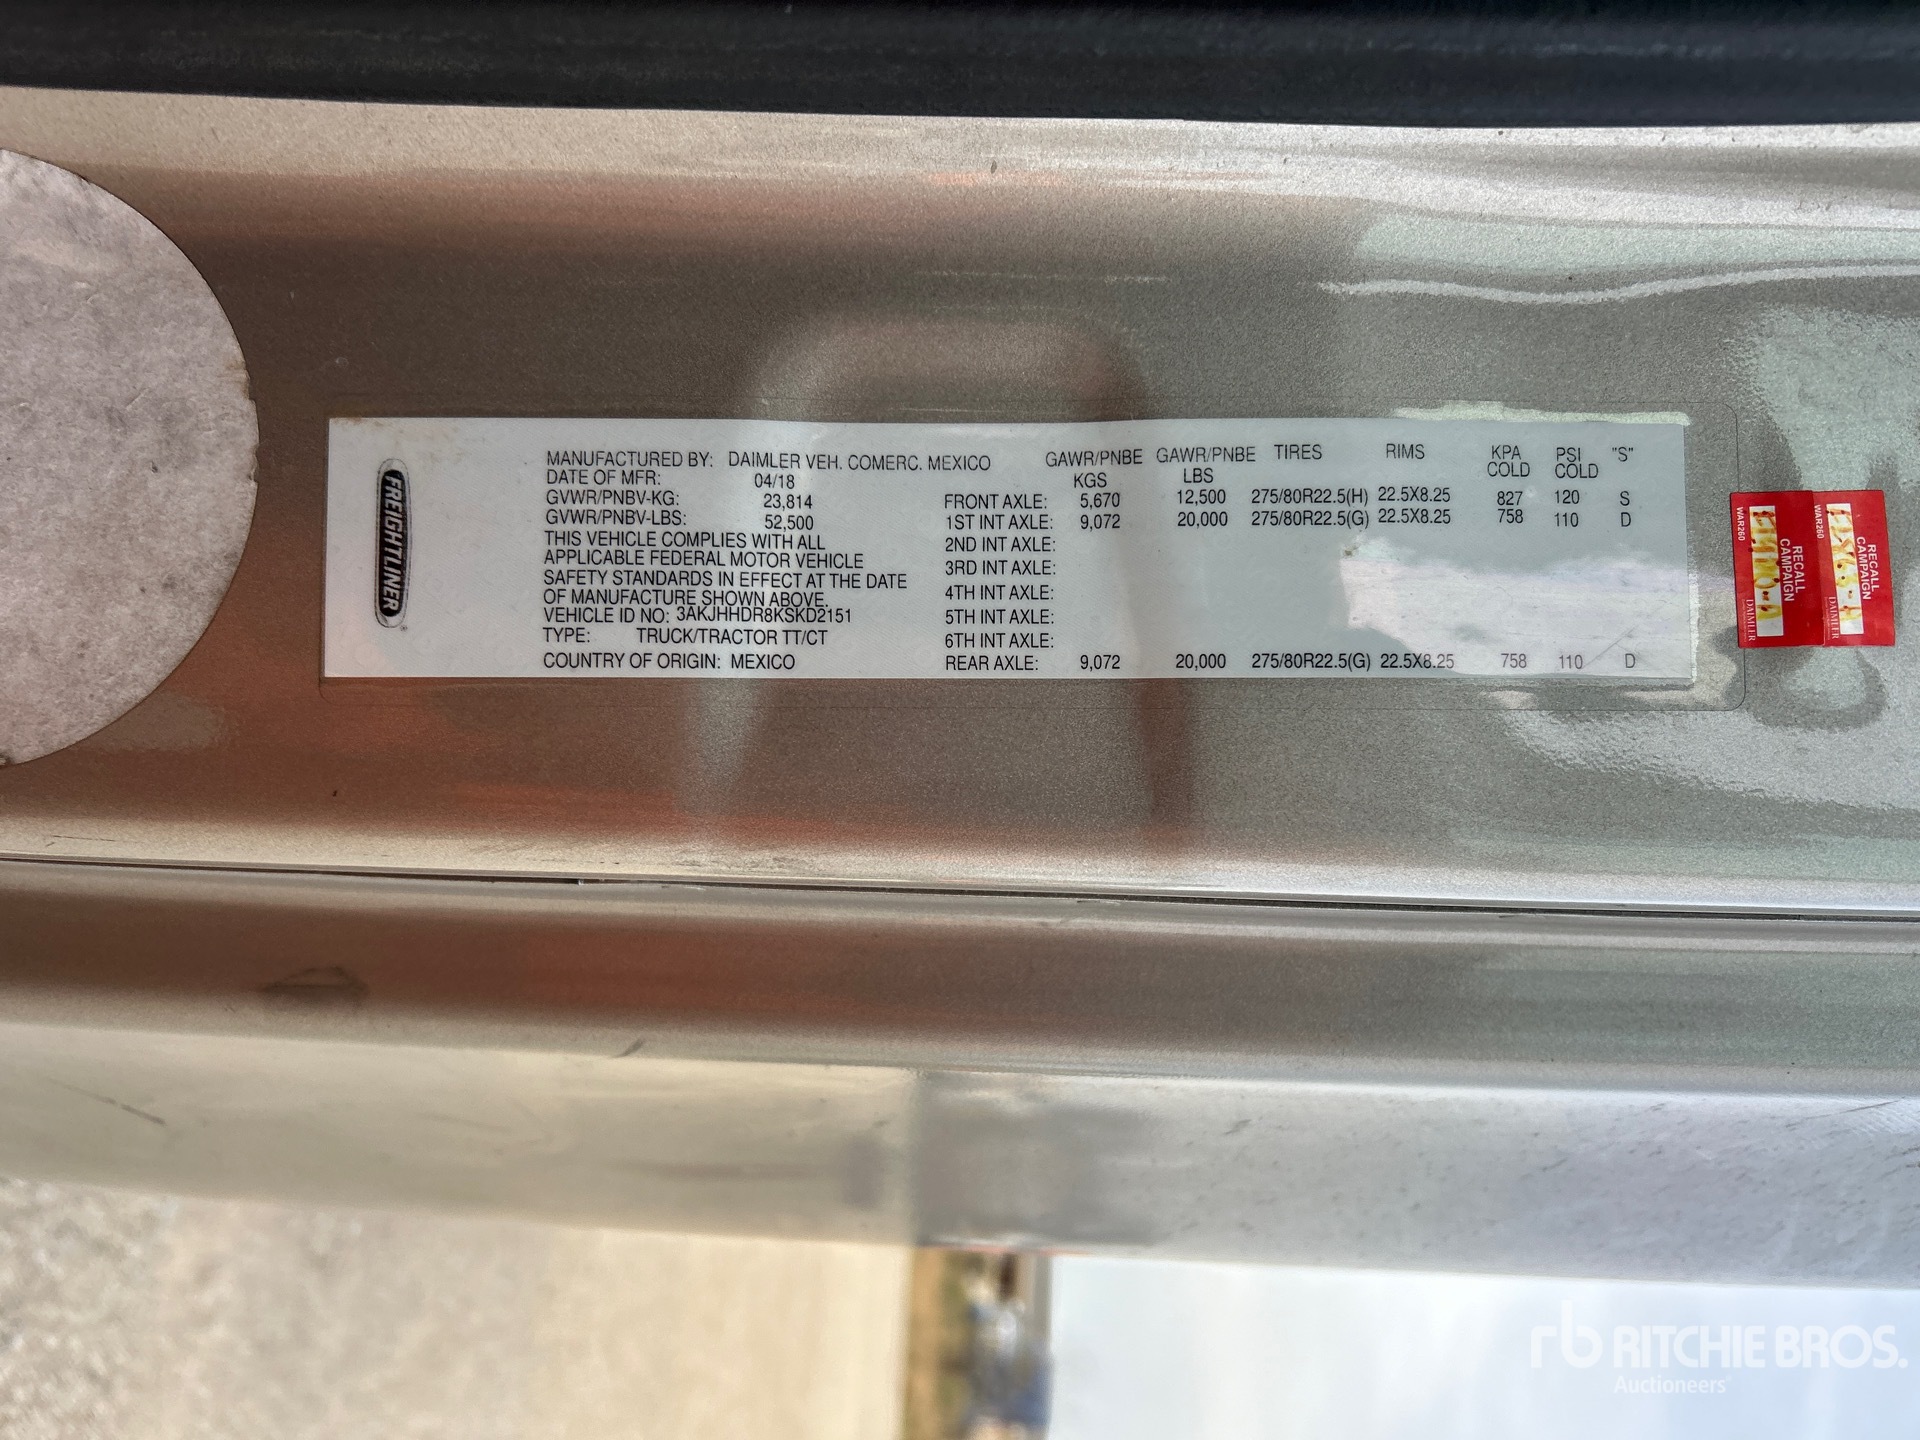 FREIGHTLINER
MANUFACTURED BY: DAIMLER VEH. COMERC. MEXICO
DATE OF MFR: 04/18
GVWR/PNBV-KG: 23,814
GVWR/PNBV-LBS: 52,500
THIS VEHICLE COMPLIES WITH ALL
APPLICABLE FEDERAL MOTOR VEHICLE
SAFETY STANDARDS IN EFFECT AT THE DATE
OF MANUFACTURE SHOWN ABOVE.
VEHICLE ID NO: 3AKJHHDR8KSKD2151
TYPE: TRUCK/TRACTOR TT/CT
COUNTRY OF ORIGIN: MEXICO
GAWR/PNBE GAWR/PNBE TIRES RIMS KPA PSI "S"
KGS LBS COLD COLD
FRONT AXLE: 5,670 12,500 275/80R22.5(H) 22.5X8.25 827 120 S
1ST INT AXLE: 9,072 20,000 275/80R22.5(G) 22.5X8.25 758 110 D
2ND INT AXLE:
3RD INT AXLE:
4TH INT AXLE:
5TH INT AXLE:
6TH INT AXLE:
REAR AXLE: 9,072 20,000 275/80R22.5(G) 22.5X8.25 758 110 D
RECALL
CAMPAIGN
WAR260
DAIMLER
RECALL
CAMPAIGN
WAR260
DAIMLER
rb RITCHIE BROS.
Auctioneers